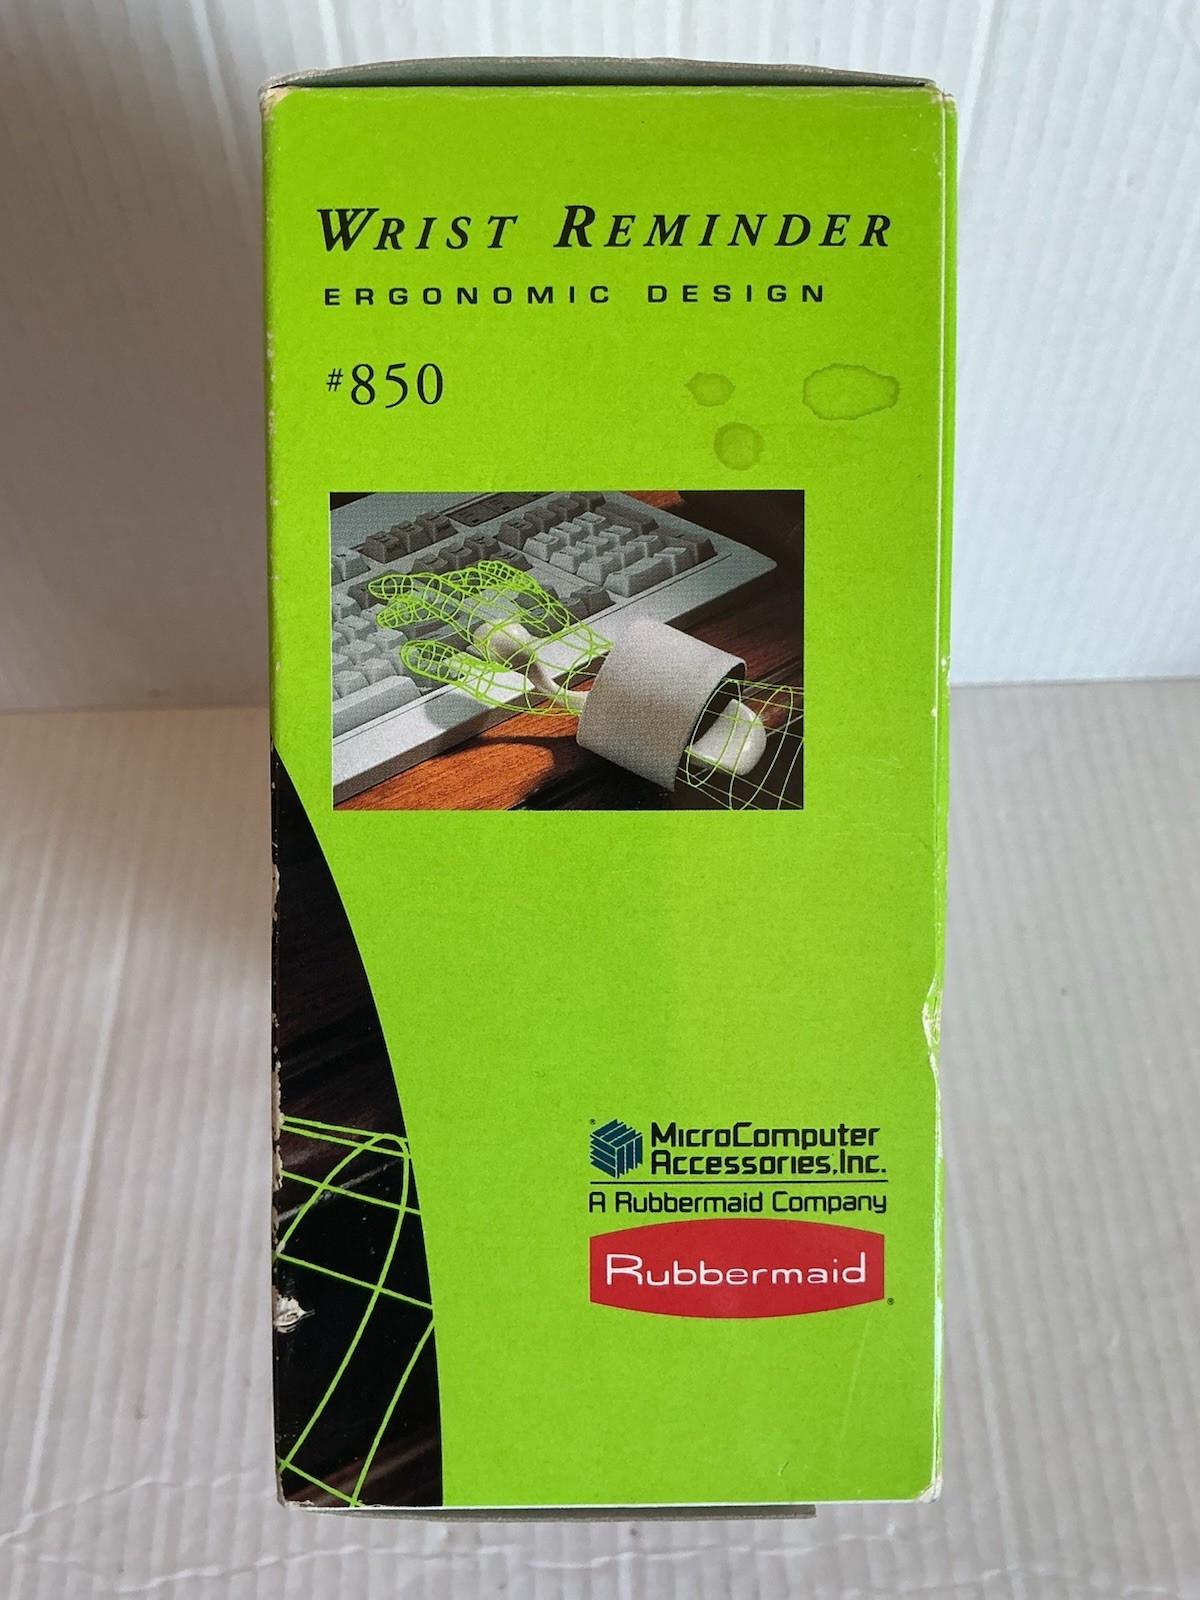 WRIST REMINDER
ERGONOMIC DESIGN
#850
® MicroComputer
Accessories, Inc.
A Rubbermaid Company
Rubbermaid
®